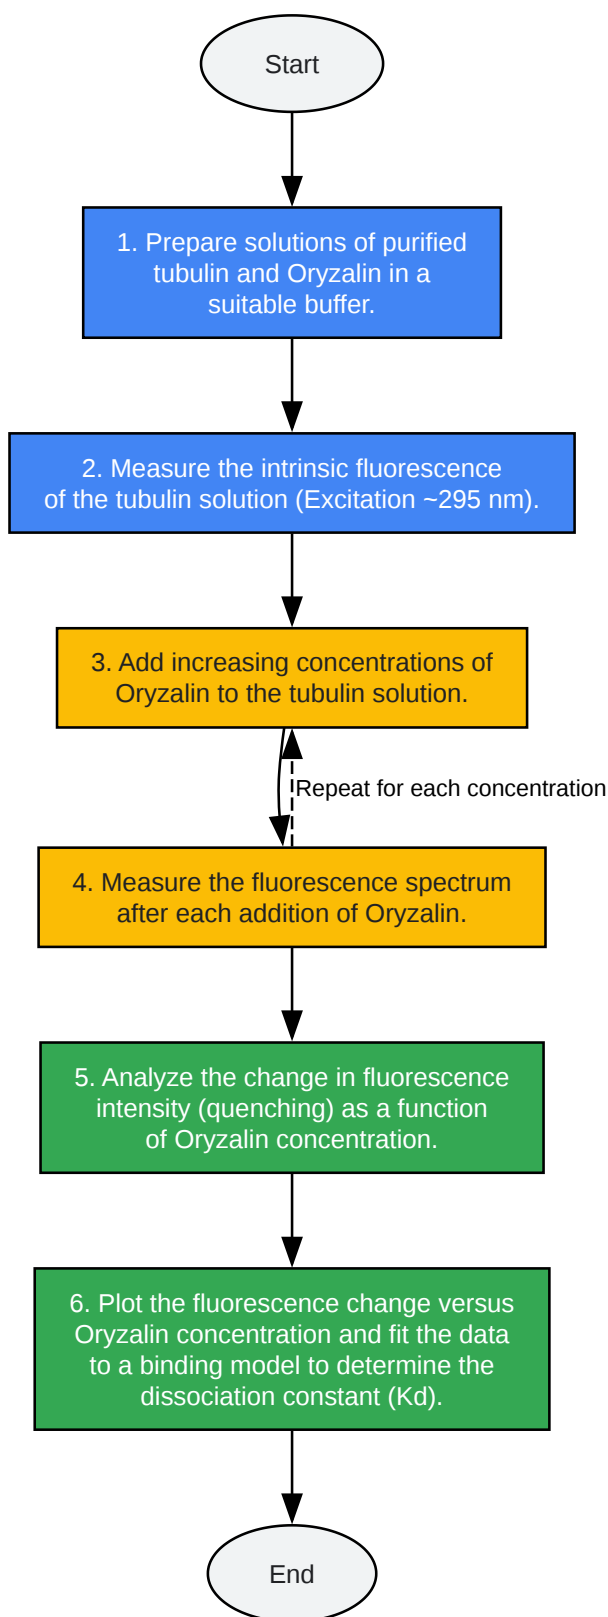 Start
1. Prepare solutions of purified
tubulin and Oryzalin in a
suitable buffer.
2. Measure the intrinsic fluorescence
of the tubulin solution (Excitation ~295 nm).
3. Add increasing concentrations of
Oryzalin to the tubulin solution.
Repeat for each concentration
4. Measure the fluorescence spectrum
after each addition of Oryzalin.
5. Analyze the change in fluorescence
intensity (quenching) as a function
of Oryzalin concentration.
6. Plot the fluorescence change versus
Oryzalin concentration and fit the data
to a binding model to determine the
dissociation constant (Kd).
End